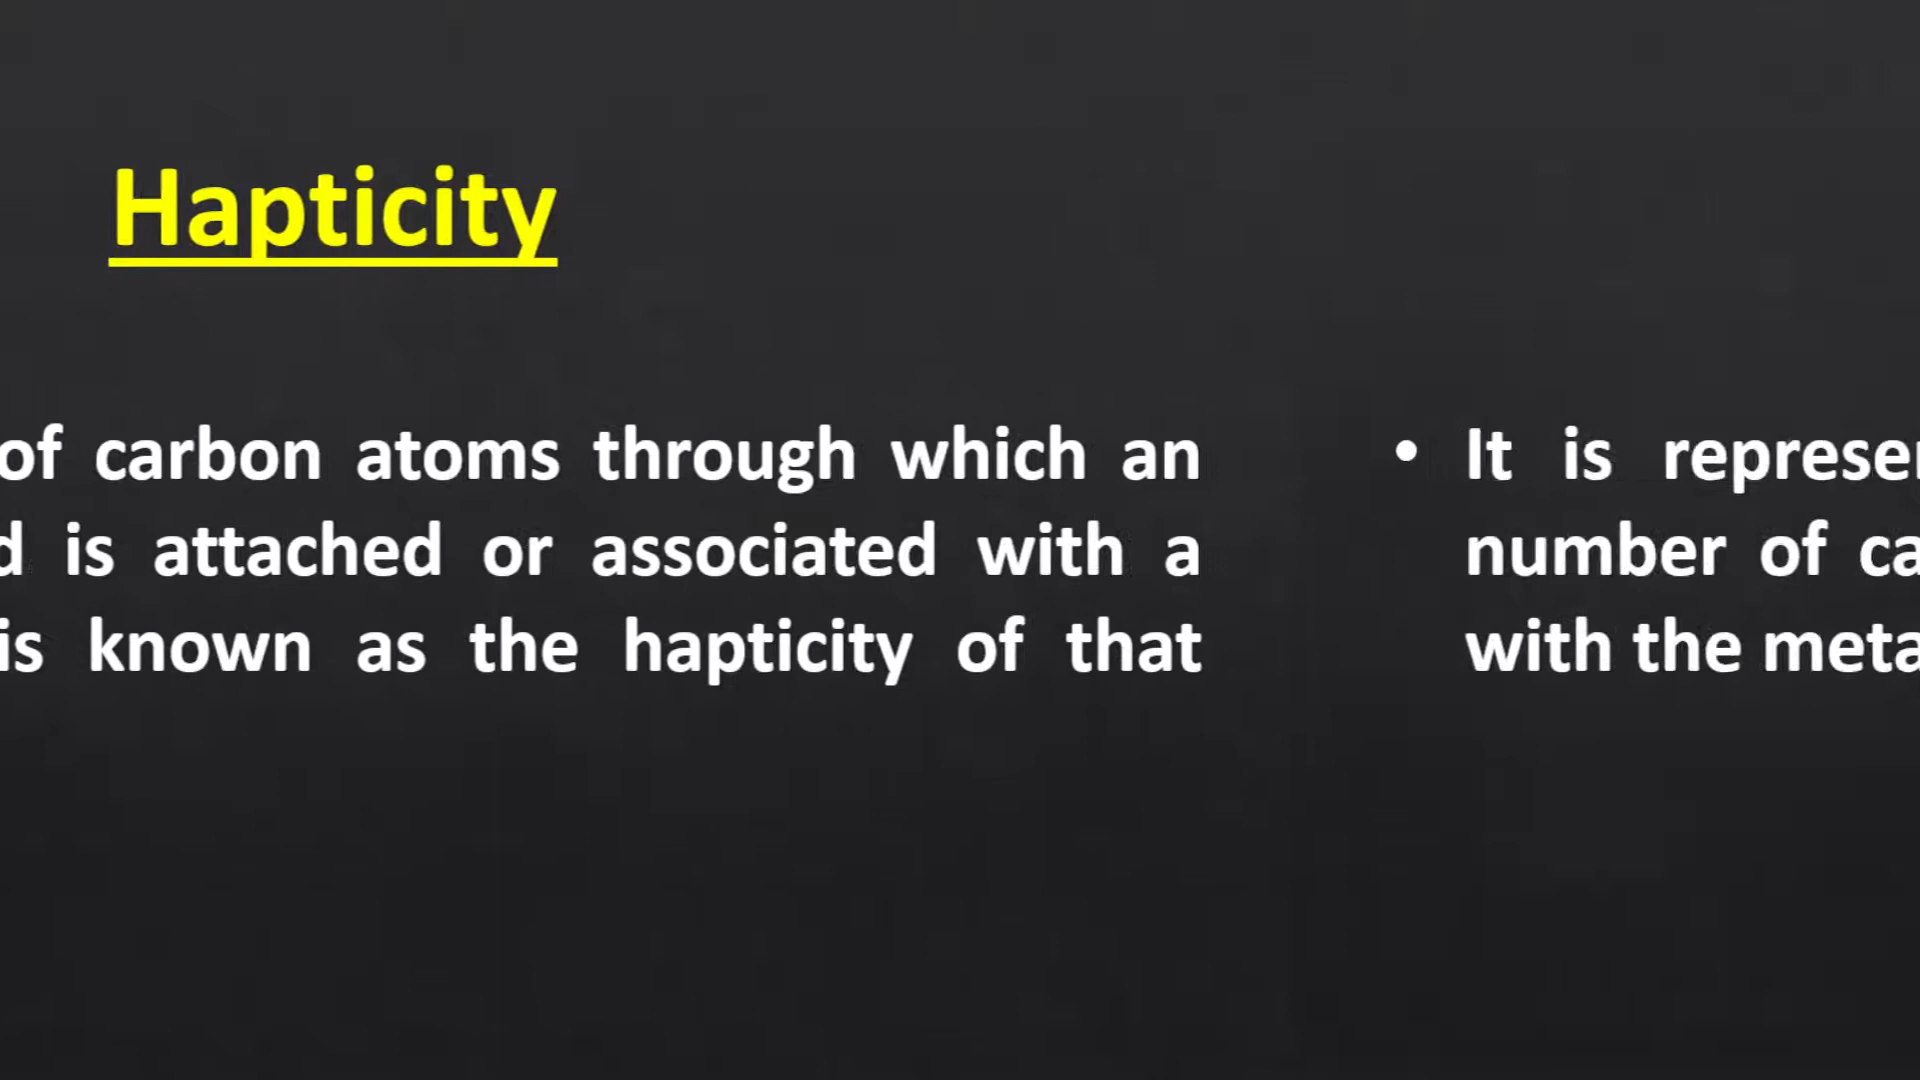 Hapticity
of carbon atoms through which an
is attached or associated with a
is known as the hapticity of that
• It is
number of
with the